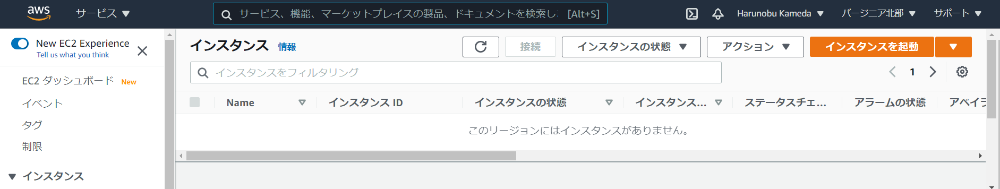 aws サービス サービス、機能、マーケットプレイスの製品、ドキュメントを検索し [Alt+S] Harunobu Kameda バージニア北部 サポート
New EC2 Experience
Tell us what you think
EC2 ダッシュボード New
イベント
タグ
制限
インスタンス
インスタンス 情報 接続 インスタンスの状態 アクション インスタンスを起動
インスタンスをフィルタリング 1
Name インスタンス ID インスタンスの状態 インスタンス... ステータスチェ... アラームの状態 アベイラ
このリージョンにはインスタンスがありません。